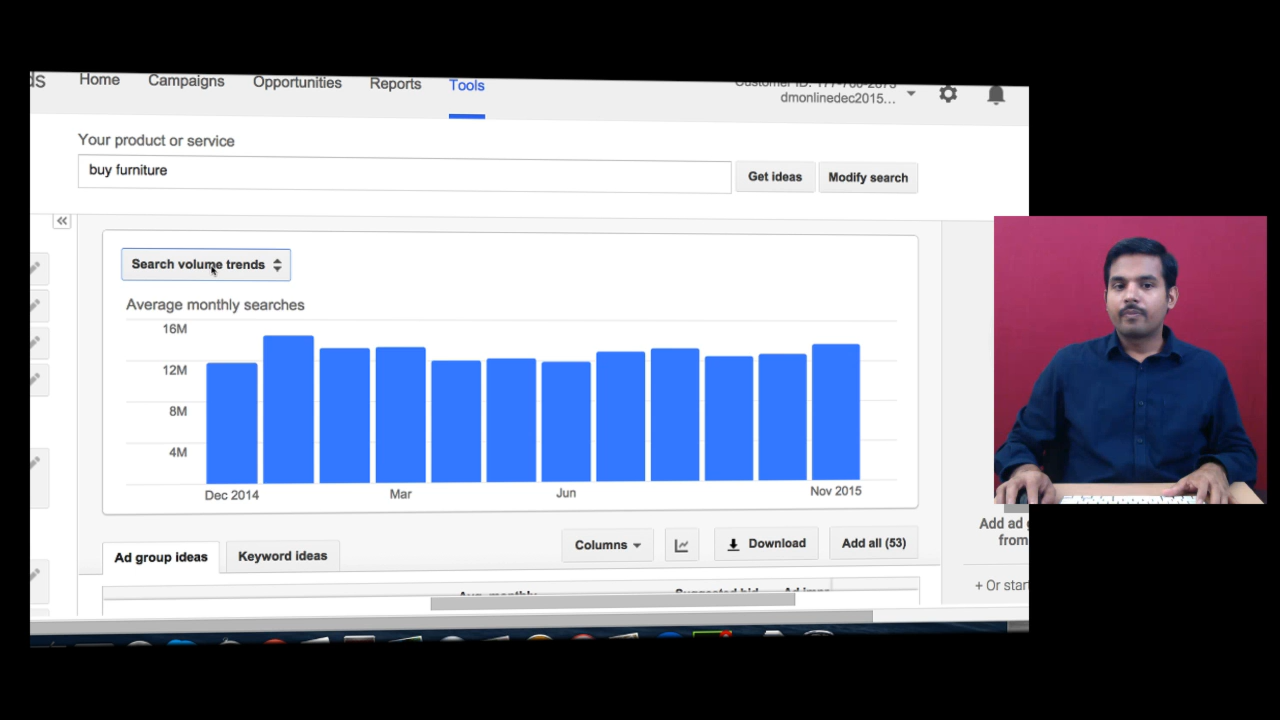 ds
Home Campaigns Opportunities Reports Tools
dmonlinedec2015...
Your product or service
buy furniture
Get ideas Modify search
Search volume trends
Average monthly searches
16M
12M
8M
4M
Dec 2014 Mar Jun Nov 2015
Add ad g
from
Ad group ideas Keyword ideas Columns Download Add all (53)
+ Or start